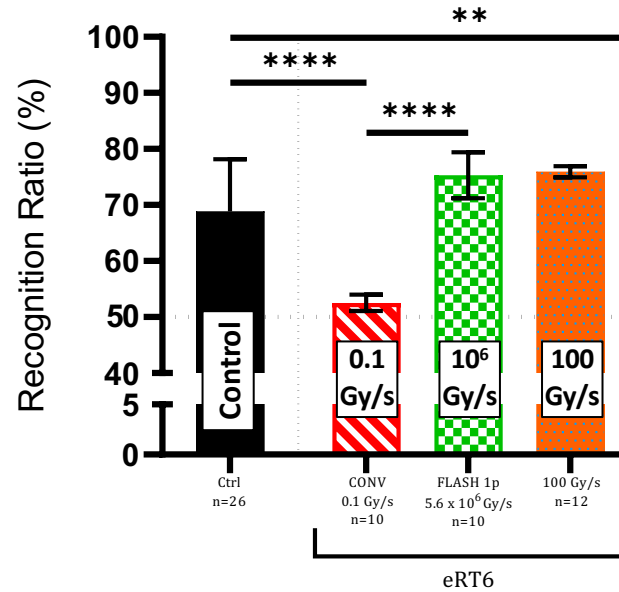 **
****
****
Recognition Ratio (%)
100
90
80
70
60
50
40
5
0
Control
0.1
Gy/s
10⁶
Gy/s
100
Gy/s
Ctrl
n=26
CONV
0.1 Gy/s
n=10
FLASH 1p
5.6 x 10⁶ Gy/s
n=10
100 Gy/s
n=12
eRT6